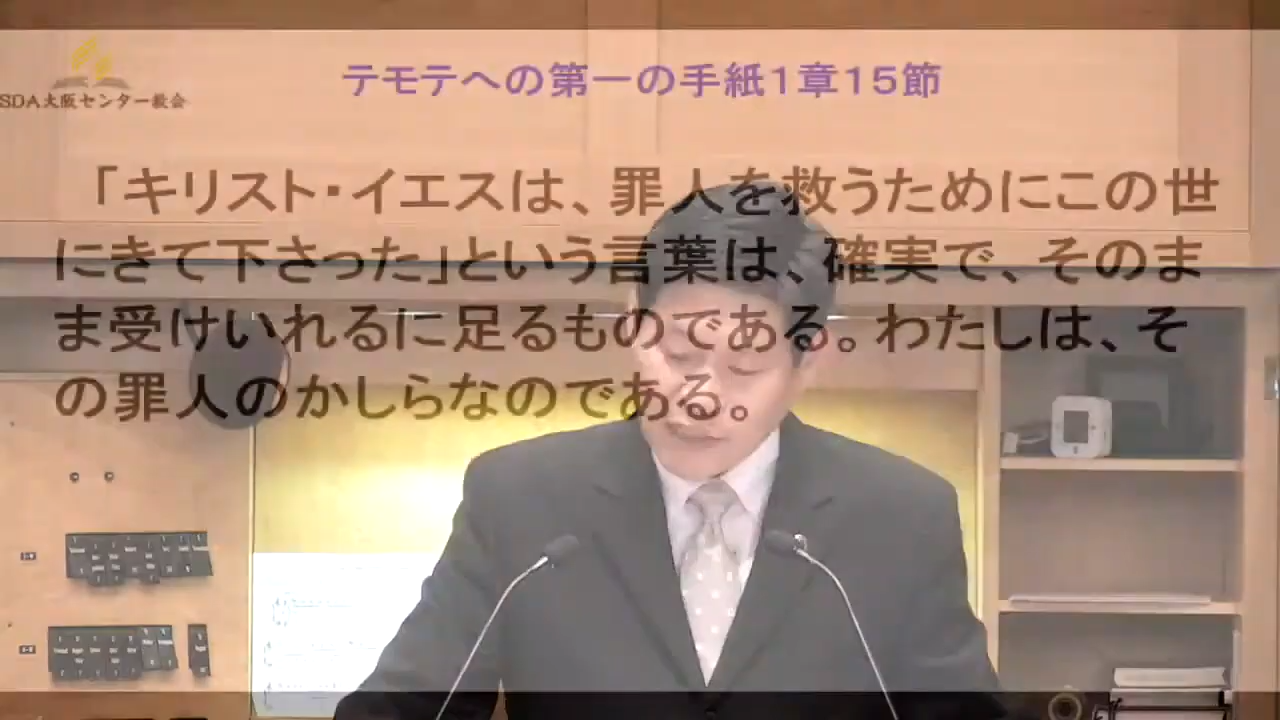 テモテへの第一の手紙1章15節
SDA大阪センター教会
「キリスト・イエスは、罪人を救うためにこの世
にきて下さった」という言葉は、確実で、そのま
ま受けいれるに足るものである。わたしは、そ
の罪人のかしらなのである。